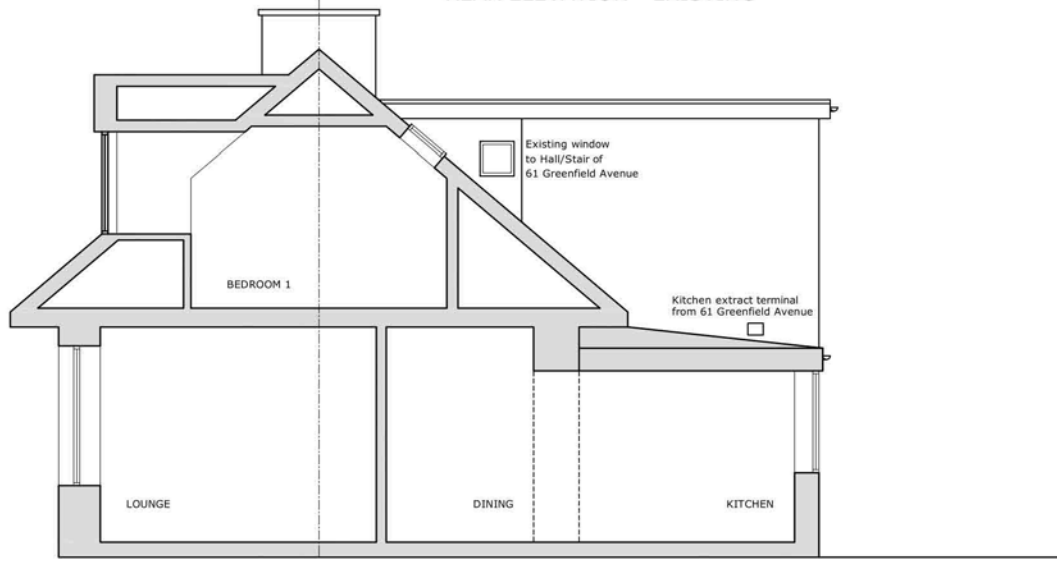 Existing window
to Hall/Stair of
61 Greenfield Avenue
BEDROOM 1
Kitchen extract terminal
from 61 Greenfield Avenue
LOUNGE
DINING
KITCHEN